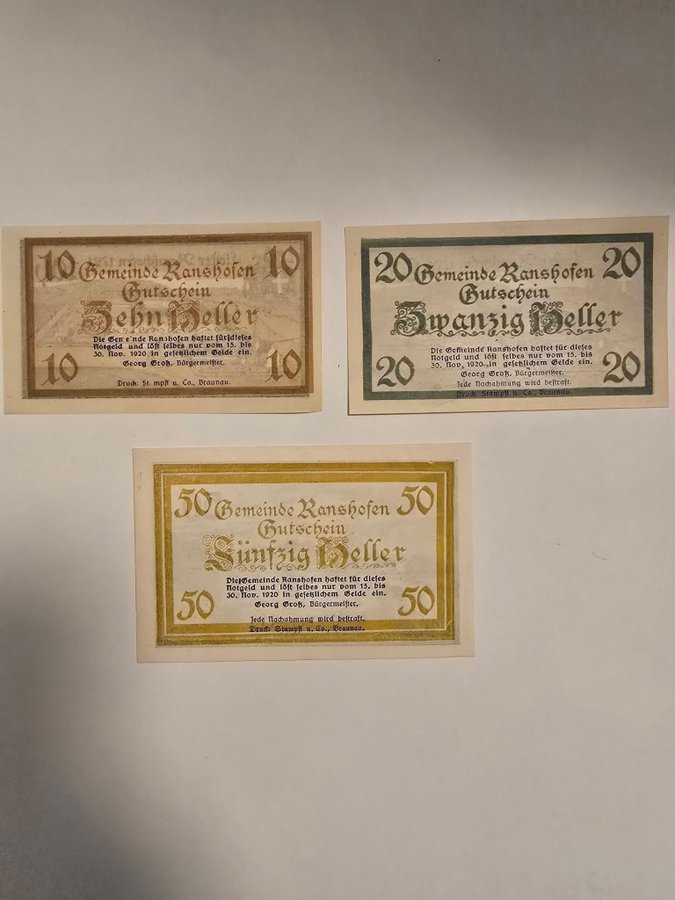 10 Gemeinde Ranshofen 10
Gutschein
Zehn Heller
Die Ge e nde Ranshofen haftet für dieses
Notgeld und löst selbes nur vom 15. bis
30. Nov. 1920 in gesetzlichem Gelde ein.
Georg Groß, Bürgermeister.
10 10
Druck: St mpfl u. Co., Braunau.
20 Gemeinde Ranshofen 20
Gutschein
Zwanzig Heller
Die Gemeinde Ranshofen haftet für dieses
Notgeld und löst selbes nur vom 15. bis
30. Nov. 1920 in gesetzlichem Gelde ein.
Georg Groß, Bürgermeister.
20 20
Jede Nachahmung wird bestraft.
Druck: Stampfl u. Co., Braunau.
50 Gemeinde Ranshofen 50
Gutschein
Fünfzig Heller
Die Gemeinde Ranshofen haftet für dieses
Notgeld und löst selbes nur vom 15. bis
30. Nov. 1920 in gesetzlichem Gelde ein.
50 Georg Groß, Bürgermeister. 50
Jede Nachahmung wird bestraft.
Druck: Stampfl u. Co., Braunau.